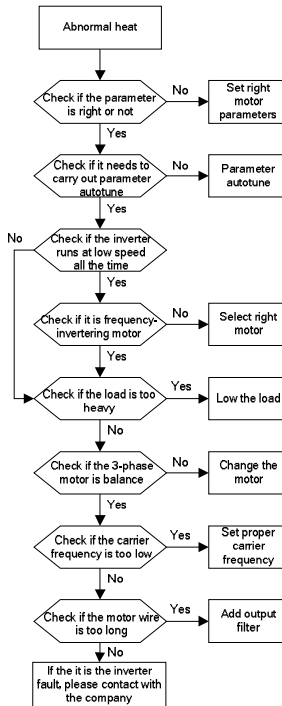 Abnormal heat
Check if the parameter
is right or not
No
Set right
motor
parameters
Yes
Check if it needs to
carry out parameter
autotune
No
Parameter
autotune
Yes
No
Check if the inverter
runs at low speed
all the time
Yes
Check if it is frequency-
invertering motor
No
Select right
motor
Yes
Check if the load is too
heavy
Yes
Low the load
No
Check if the 3-phase
motor is balance
No
Change the
motor
Yes
Check if the carrier
frequency is too low
Yes
Set proper
carrier
frequency
No
Check if the motor wire
is too long
Yes
Add output
filter
No
If the it is the inverter
fault, please contact with
the company